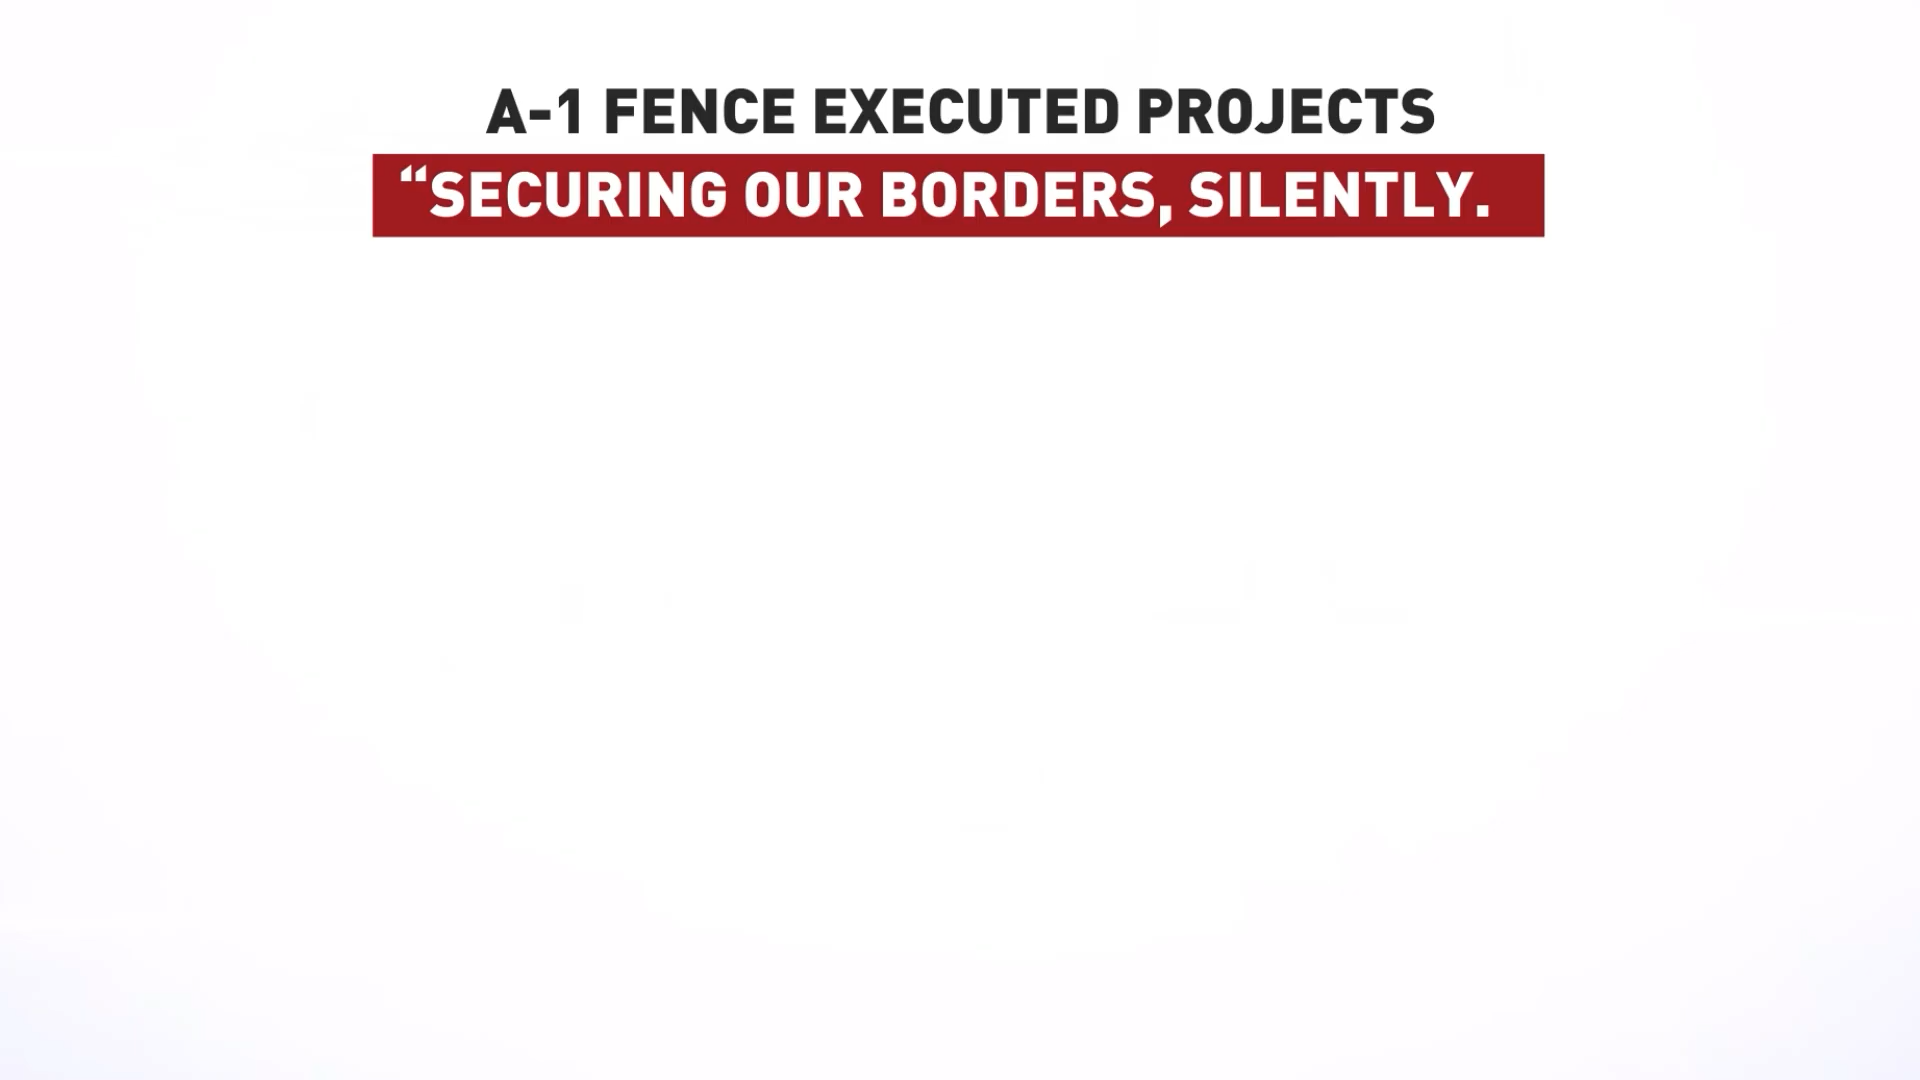 A-1 FENCE EXECUTED PROJECTS
“SECURING OUR BORDERS, SILENTLY.